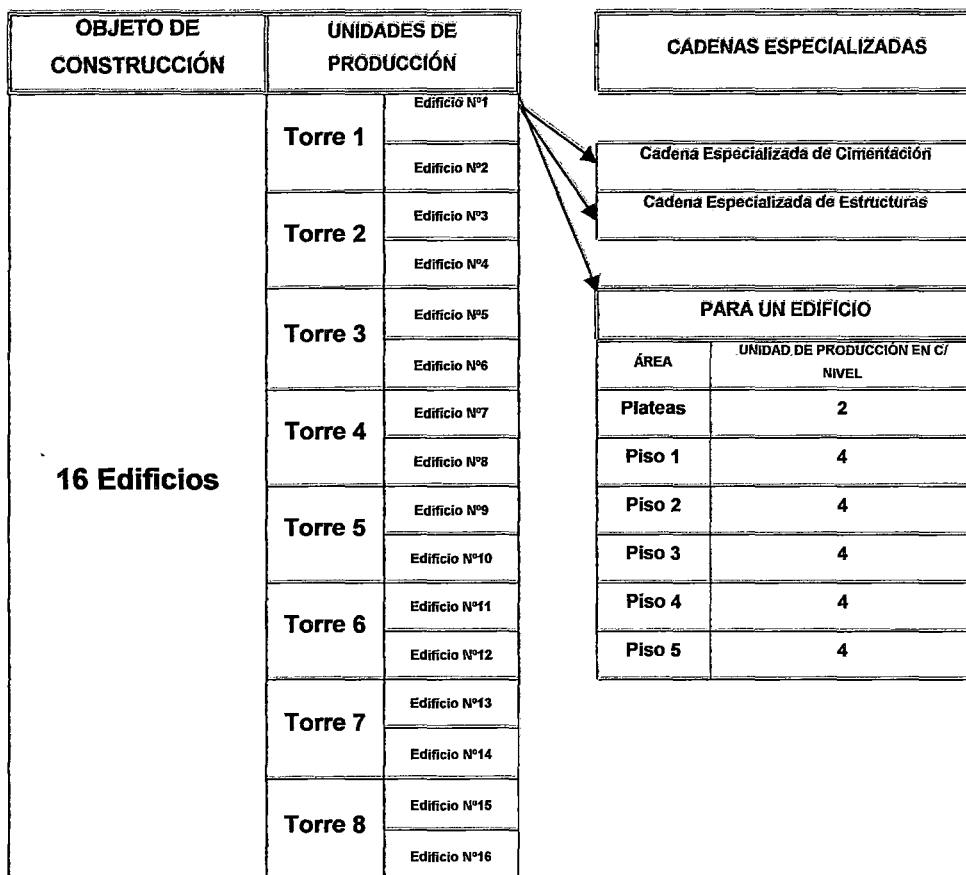 OBJETO DE
CONSTRUCCIÓN
UNIDADES DE
PRODUCCIÓN
16 Edificios
Torre 1
Edificio Nº1
Edificio Nº2
Torre 2
Edificio Nº3
Edificio Nº4
Torre 3
Edificio Nº5
Edificio Nº6
Torre 4
Edificio Nº7
Edificio Nº8
Torre 5
Edificio Nº9
Edificio Nº10
Torre 6
Edificio Nº11
Edificio Nº12
Torre 7
Edificio Nº13
Edificio Nº14
Torre 8
Edificio Nº15
Edificio Nº16
CADENAS ESPECIALIZADAS
Cadena Especializada de Cimentación
Cadena Especializada de Estructuras
PARA UN EDIFICIO
ÁREA
UNIDAD DE PRODUCCIÓN EN C/
NIVEL
Plateas 2
Piso 1 4
Piso 2 4
Piso 3 4
Piso 4 4
Piso 5 4